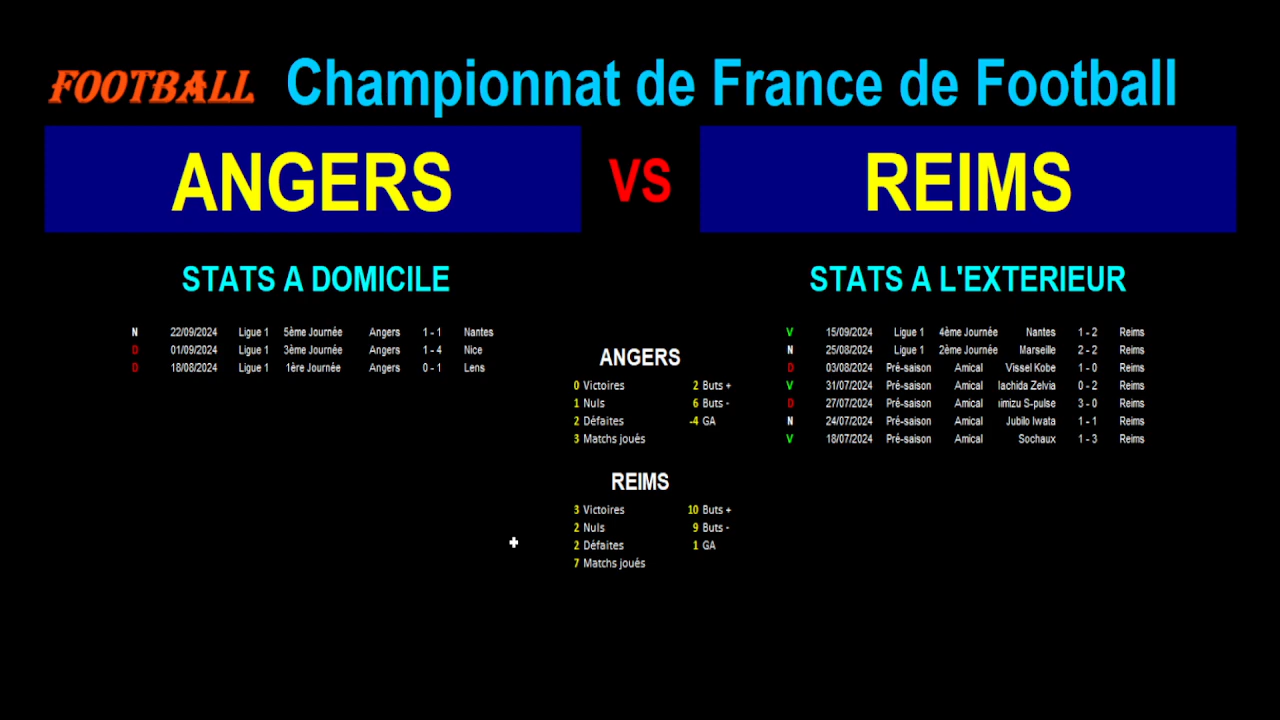 FOOTBALL Championnat de France de Football
ANGERS VS REIMS
STATS A DOMICILE
N 22/09/2024 Ligue 1 5ème Journée Angers 1 - 1 Nantes
D 01/09/2024 Ligue 1 3ème Journée Angers 1 - 4 Nice
D 18/08/2024 Ligue 1 1ère Journée Angers 0 - 1 Lens
ANGERS
0 Victoires 2 Buts +
1 Nuls 6 Buts -
2 Défaites -4 GA
3 Matchs joués
REIMS
3 Victoires 10 Buts +
2 Nuls 9 Buts -
2 Défaites 1 GA
7 Matchs joués
STATS A L'EXTERIEUR
V 15/09/2024 Ligue 1 4ème Journée Nantes 1 - 2 Reims
N 25/08/2024 Ligue 1 2ème Journée Marseille 2 - 2 Reims
D 03/08/2024 Pré-saison Amical Vissel Kobe 1 - 0 Reims
V 31/07/2024 Pré-saison Amical lachida Zelvia 0 - 2 Reims
D 27/07/2024 Pré-saison Amical imizu S-pulse 3 - 0 Reims
N 24/07/2024 Pré-saison Amical Jubilo Iwata 1 - 1 Reims
V 18/07/2024 Pré-saison Amical Sochaux 1 - 3 Reims